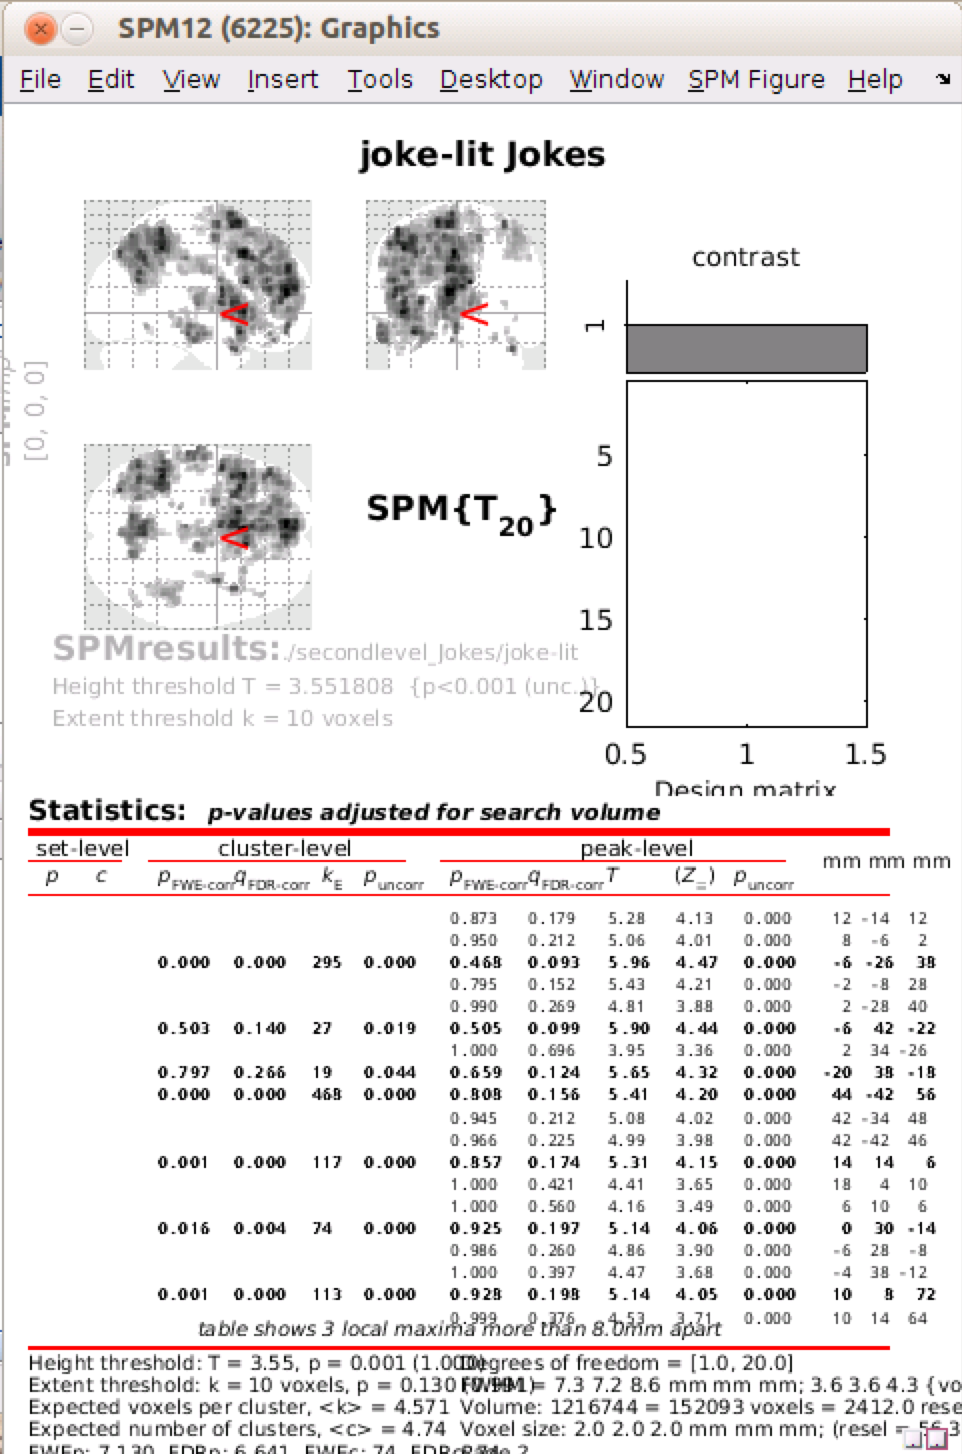 SPM12 (6225): Graphics
File Edit View Insert Tools Desktop Window SPM Figure Help
joke-lit Jokes
contrast
1
[0, 0, 0]
5
10
15
20
0.5 1 1.5
Design matrix
SPM{T20}
SPMresults: ./secondlevel_Jokes/joke-lit
Height threshold T = 3.551808 {p<0.001 (unc.)}
Extent threshold k = 10 voxels
Statistics: p-values adjusted for search volume
set-level cluster-level peak-level mm mm mm
p c pFWE-corr qFDR-corr kE puncorr pFWE-corr qFDR-corr T (Z≡) puncorr
0.873 0.179 5.28 4.13 0.000 12 -14 12
0.950 0.212 5.06 4.01 0.000 8 -6 2
0.000 0.000 295 0.000 0.468 0.093 5.96 4.47 0.000 -6 -26 38
0.795 0.152 5.43 4.21 0.000 -2 -8 28
0.990 0.269 4.81 3.88 0.000 2 -28 40
0.503 0.140 27 0.019 0.505 0.099 5.90 4.44 0.000 -6 42 -22
1.000 0.696 3.95 3.36 0.000 2 34 -26
0.797 0.266 19 0.044 0.659 0.124 5.65 4.32 0.000 -20 38 -18
0.000 0.000 468 0.000 0.808 0.156 5.41 4.20 0.000 44 -42 56
0.945 0.212 5.08 4.02 0.000 42 -34 48
0.966 0.225 4.99 3.98 0.000 42 -42 46
0.001 0.000 117 0.000 0.857 0.174 5.31 4.15 0.000 14 14 6
1.000 0.421 4.41 3.65 0.000 18 4 10
1.000 0.560 4.16 3.49 0.000 6 10 6
0.016 0.004 74 0.000 0.925 0.197 5.14 4.06 0.000 0 30 -14
0.986 0.260 4.86 3.90 0.000 -6 28 -8
1.000 0.397 4.47 3.68 0.000 -4 38 -12
0.001 0.000 113 0.000 0.928 0.198 5.14 4.05 0.000 10 8 72
0.999 0.376 4.53 3.71 0.000 10 14 64
table shows 3 local maxima more than 8.0mm apart
Height threshold: T = 3.55, p = 0.001 (1.000) Degrees of freedom = [1.0, 20.0]
Extent threshold: k = 10 voxels, p = 0.130 (0.991) FWHM = 7.3 7.2 8.6 mm mm mm; 3.6 3.6 4.3 {vo
Expected voxels per cluster, <k> = 4.571 Volume: 1216744 = 152093 voxels = 2412.0 rese
Expected number of clusters, <c> = 4.74 Voxel size: 2.0 2.0 2.0 mm mm mm; (resel = 56.3
FWEp: 7.130, FDRp: 6.641, FWEc: 74, Page 2